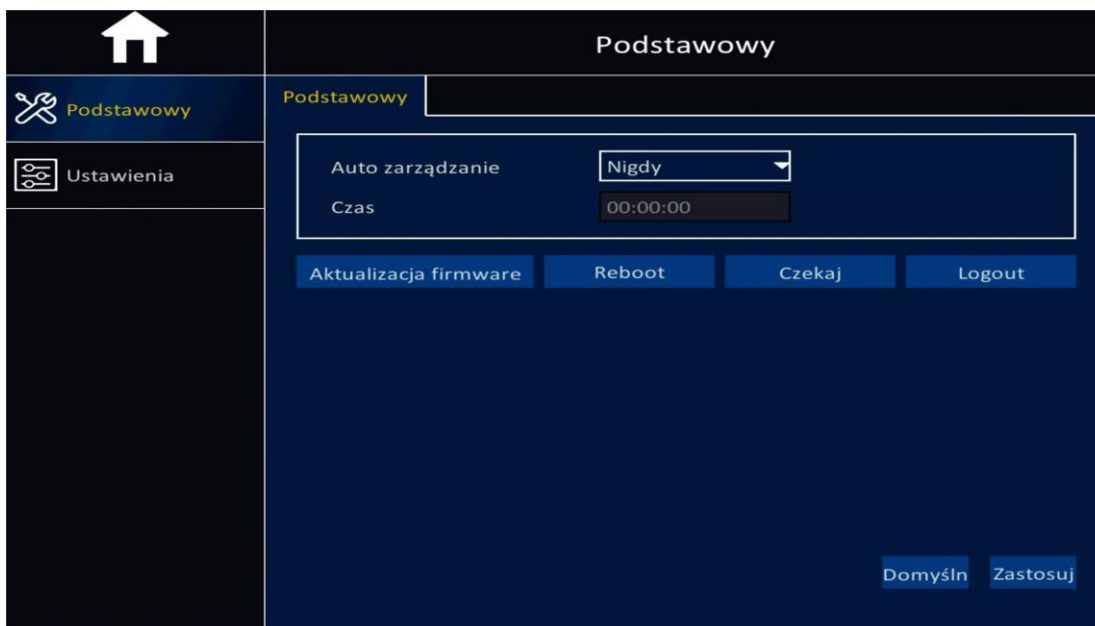 Podstawowy
Podstawowy
Ustawienia
Podstawowy
Auto zarządzanie Nigdy
Czas 00:00:00
Aktualizacja firmware Reboot Czekaj Logout
Domyśln Zastosuj